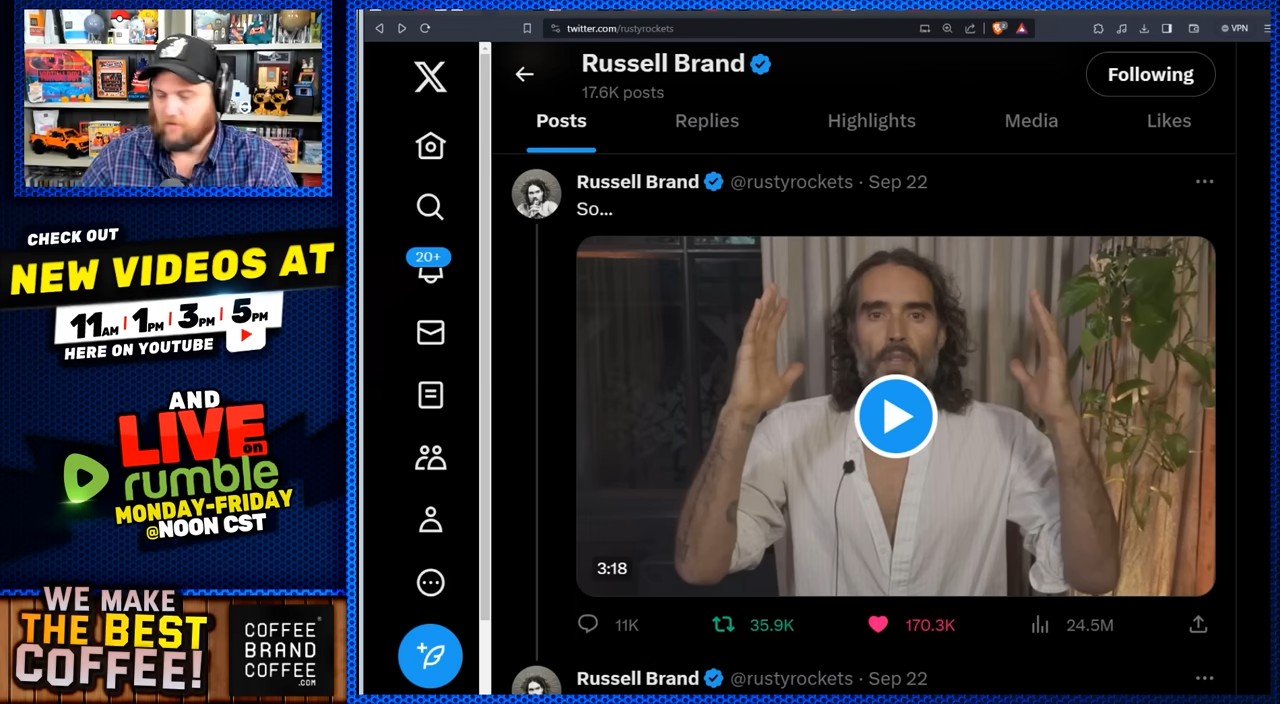 CHECK OUT
NEW VIDEOS AT
11AM | 1PM | 3PM | 5PM
HERE ON YOUTUBE
AND
LIVE on
rumble
MONDAY-FRIDAY
@NOON CST
WE MAKE
THE BEST
COFFEE!
COFFEE
BRAND
COFFEE
.COM
twitter.com/rustyrockets
VPN
Russell Brand
17.6K posts
Following
Posts Replies Highlights Media Likes
Russell Brand @rustyrockets · Sep 22
So...
20+
3:18
11K 35.9K 170.3K 24.5M
Russell Brand @rustyrockets · Sep 22